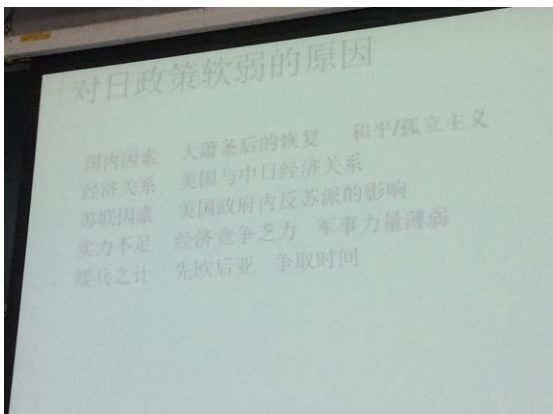 对日政策软弱的原因
国内因素 大萧条后的恢复 和平/孤立主义
经济关系 美国与中日经济关系
苏联因素 美国政府内反苏派的影响
实力不足 经济竞争乏力 军事力量薄弱
缓兵之计 先欧后亚 争取时间